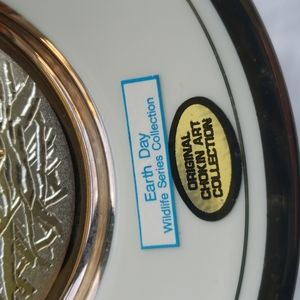 Earth Day
Wildlife Series Collection
ORIGINAL
CHOKIN ART
COLLECTION